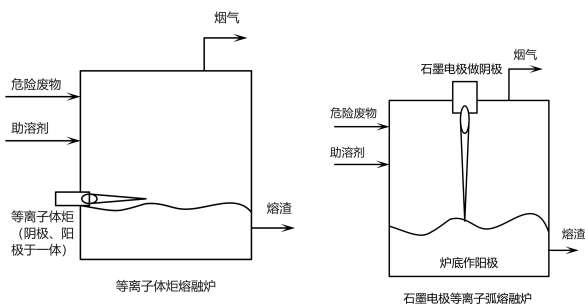 烟气
危险废物
助溶剂
等离子体炬
（阴极、阳
极于一体）
熔渣
等离子体炬熔融炉
烟气
石墨电极做阴极
危险废物
助溶剂
熔渣
炉底作阳极
石墨电极等离子弧熔融炉